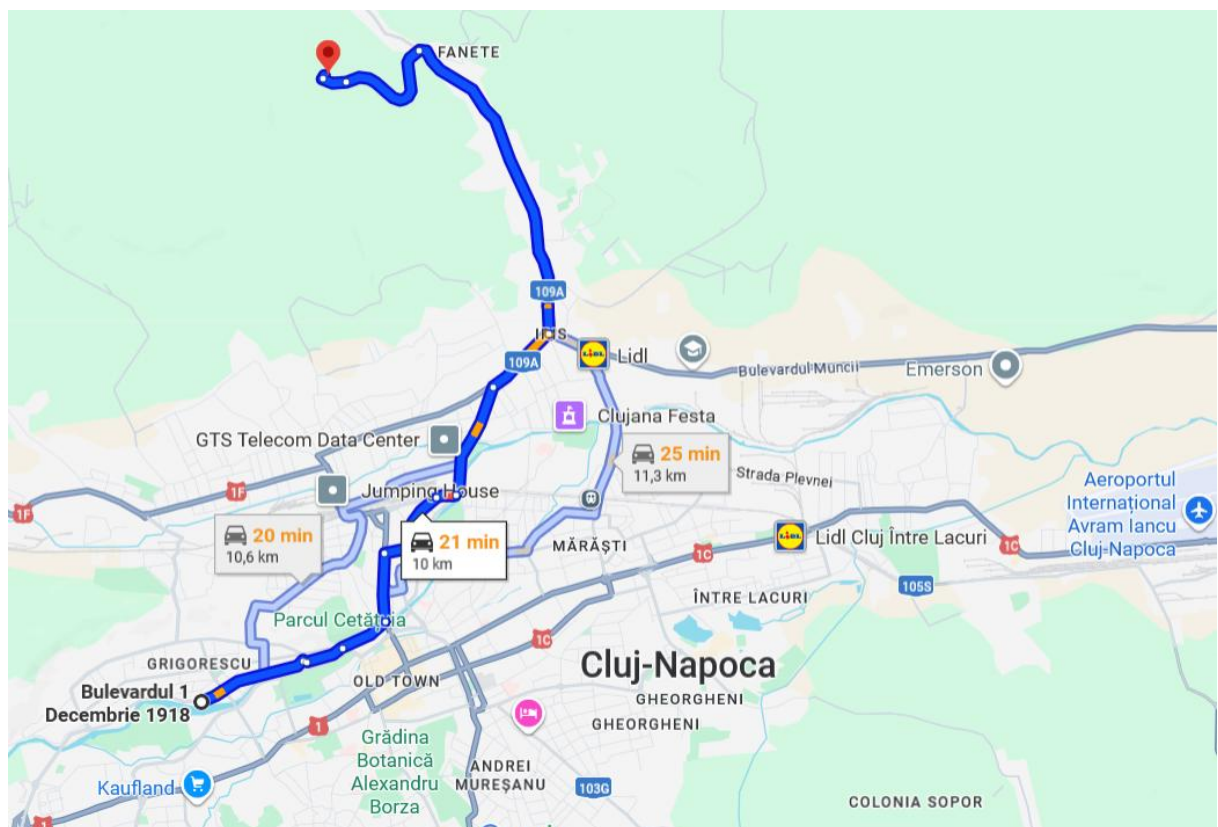 FANETE
109A
IRIS
109A
LIDL
Lidl
Bulevardul Muncii
Emerson
Clujana Festa
GTS Telecom Data Center
25 min
11,3 km
Strada Plevnei
Aeroportul
Internațional
Avram Iancu
Cluj-Napoca
1F
1F
Jumping House
20 min
10,6 km
21 min
10 km
MĂRĂȘTI
1C
LIDL
Lidl Cluj Între Lacuri
1C
105S
ÎNTRE LACURI
Parcul Cetățuia
1C
GRIGORESCU
OLD TOWN
Cluj-Napoca
Bulevardul 1
Decembrie 1918
GHEORGHENI
GHEORGHENI
1
Grădina
Botanică
Alexandru
Borza
ANDREI
MUREȘANU
Kaufland
103G
COLONIA SOPOR
1